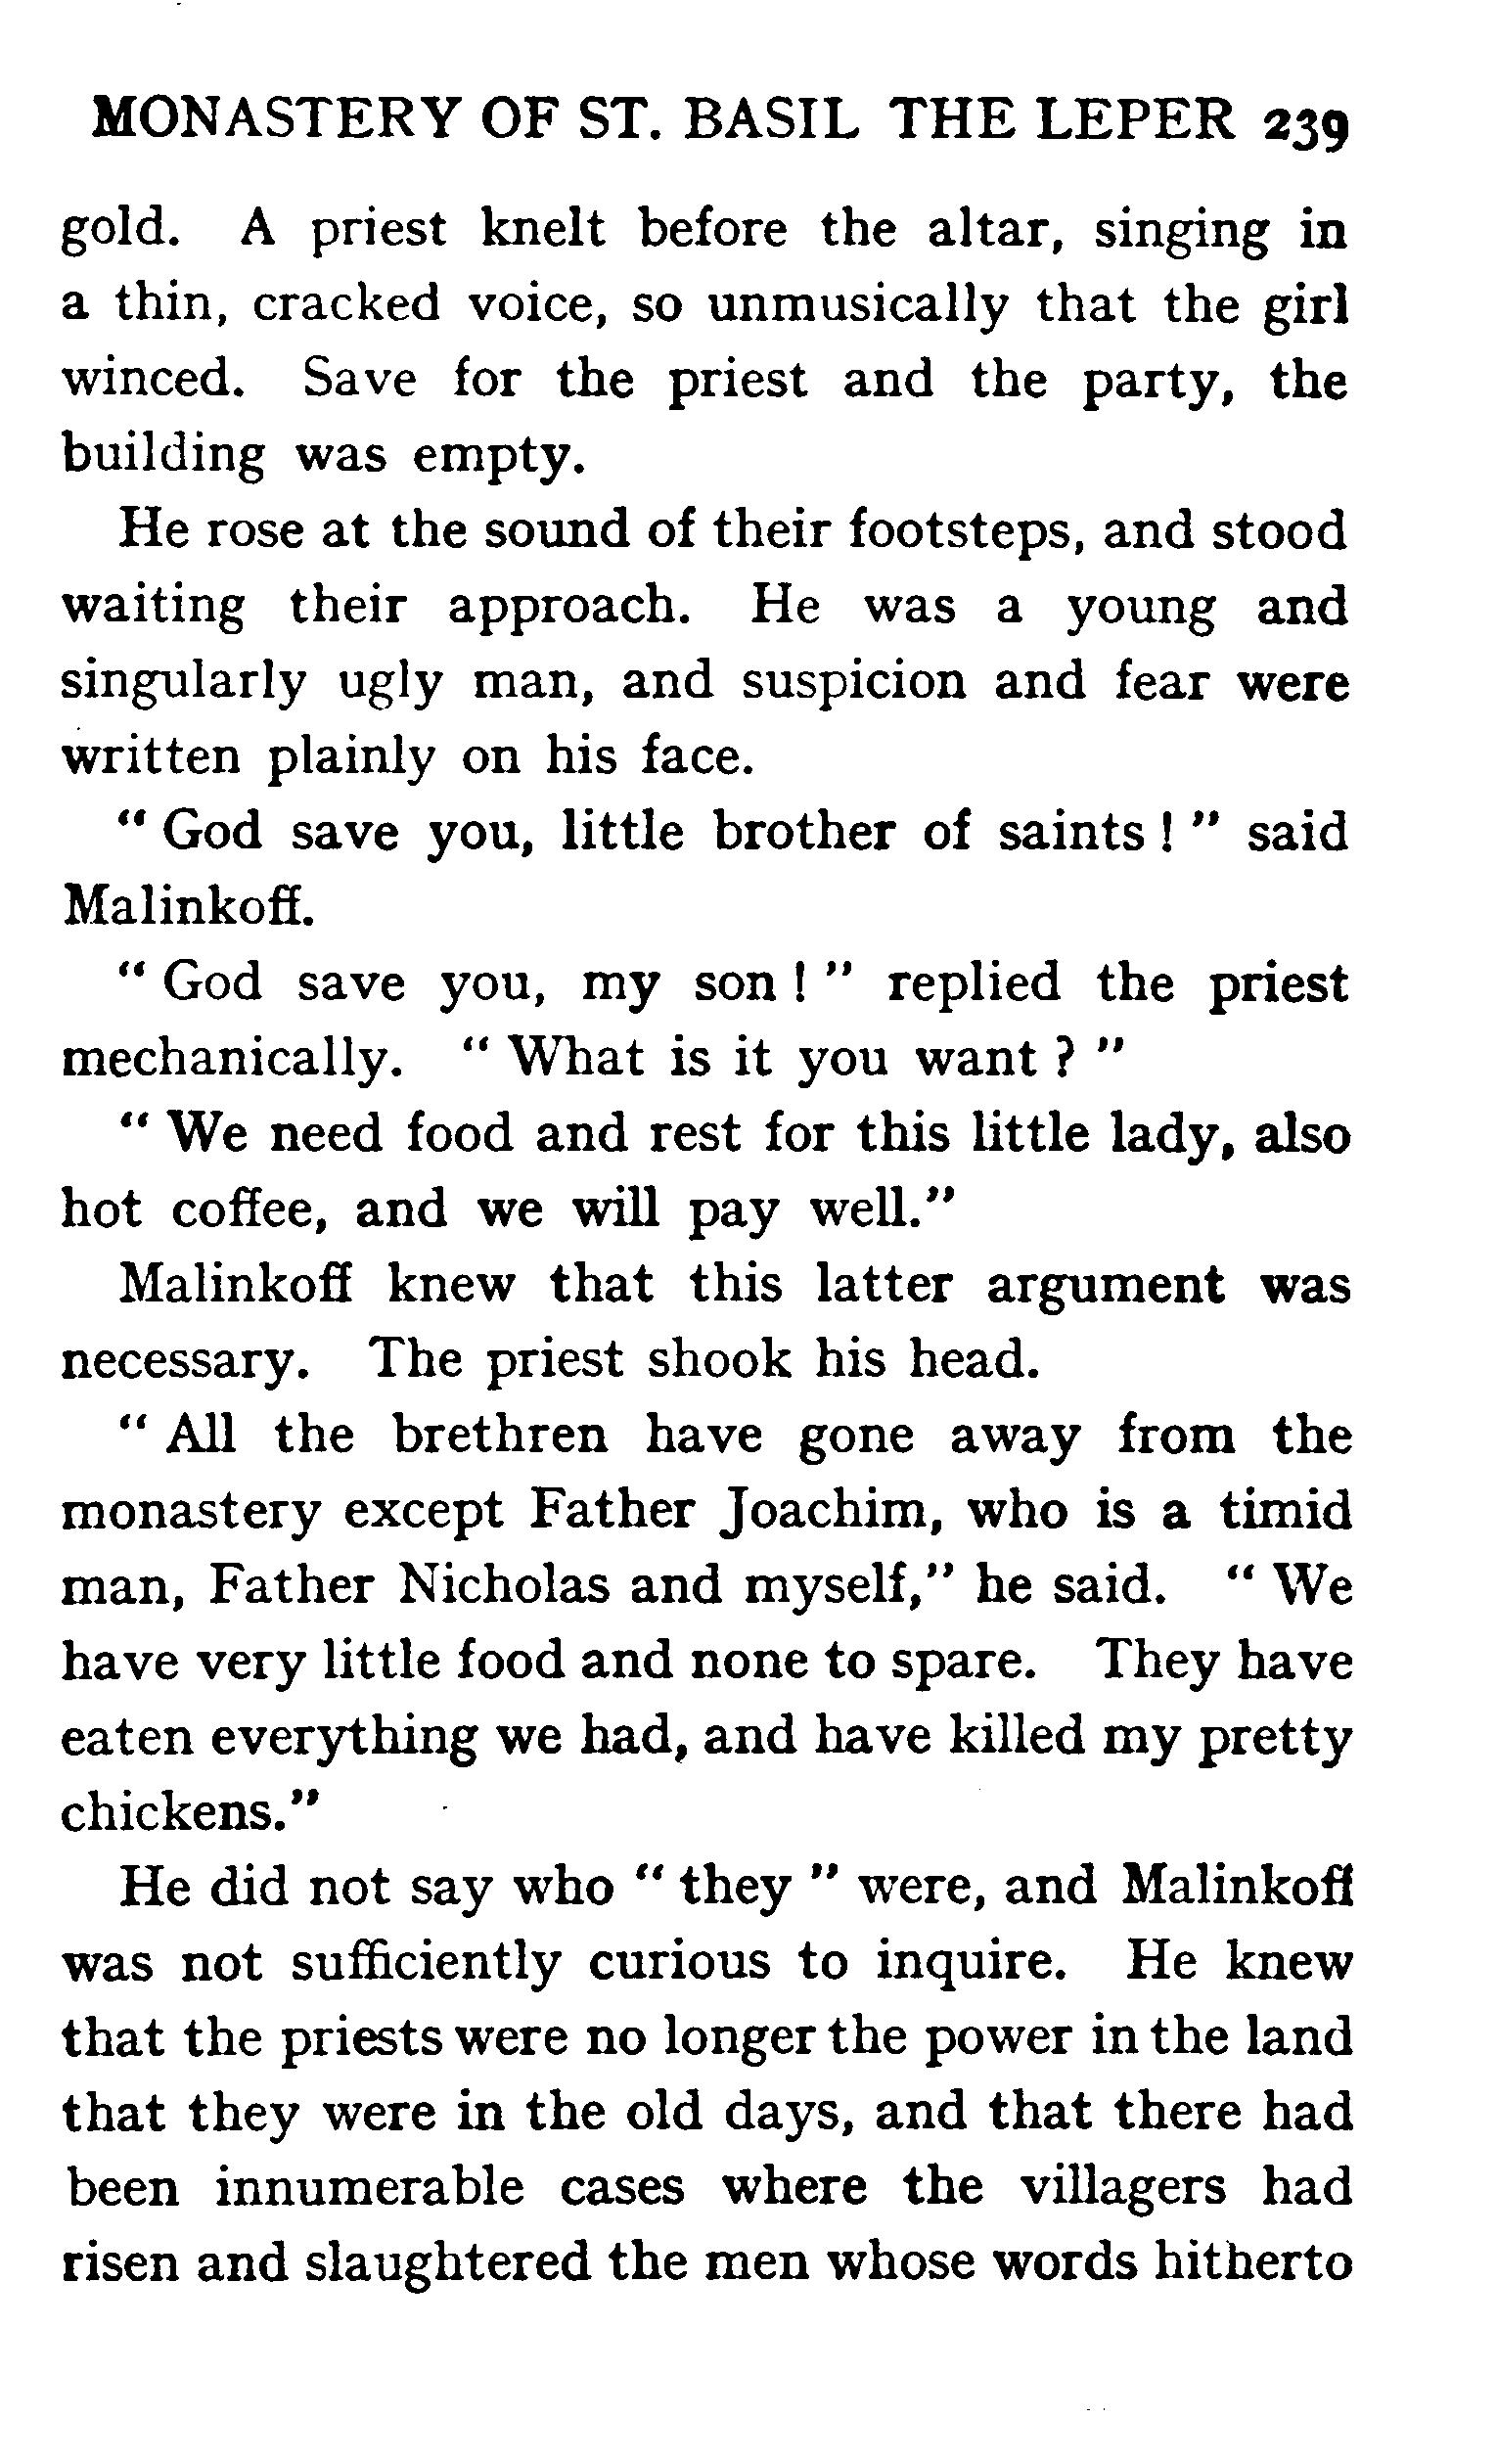 MONASTERY OF ST. BASIL THE LEPER 239
gold. A priest knelt before the altar, singing in
a thin, cracked voice, so unmusically that the girl
winced. Save for the priest and the party, the
building was empty.
He rose at the sound of their footsteps, and stood
waiting their approach. He was a young and
singularly ugly man, and suspicion and fear were
written plainly on his face.
“ God save you, little brother of saints ! ” said
Malinkoff.
“ God save you, my son ! ” replied the priest
mechanically. “ What is it you want ? ”
“ We need food and rest for this little lady, also
hot coffee, and we will pay well.”
Malinkoff knew that this latter argument was
necessary. The priest shook his head.
“ All the brethren have gone away from the
monastery except Father Joachim, who is a timid
man, Father Nicholas and myself,” he said. “ We
have very little food and none to spare. They have
eaten everything we had, and have killed my pretty
chickens.”
He did not say who “ they ” were, and Malinkoff
was not sufficiently curious to inquire. He knew
that the priests were no longer the power in the land
that they were in the old days, and that there had
been innumerable cases where the villagers had
risen and slaughtered the men whose words hitherto